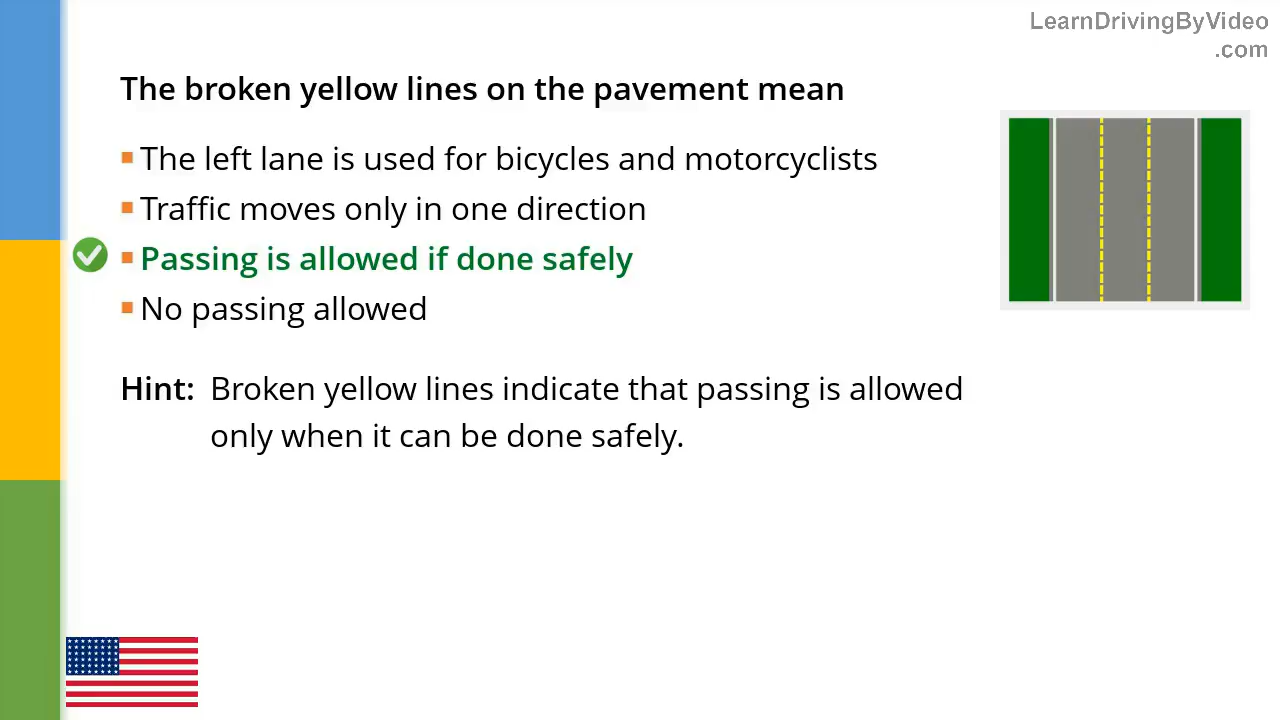 LearnDrivingByVideo
.com
The broken yellow lines on the pavement mean
The left lane is used for bicycles and motorcyclists
Traffic moves only in one direction
Passing is allowed if done safely
No passing allowed
Hint: Broken yellow lines indicate that passing is allowed
only when it can be done safely.